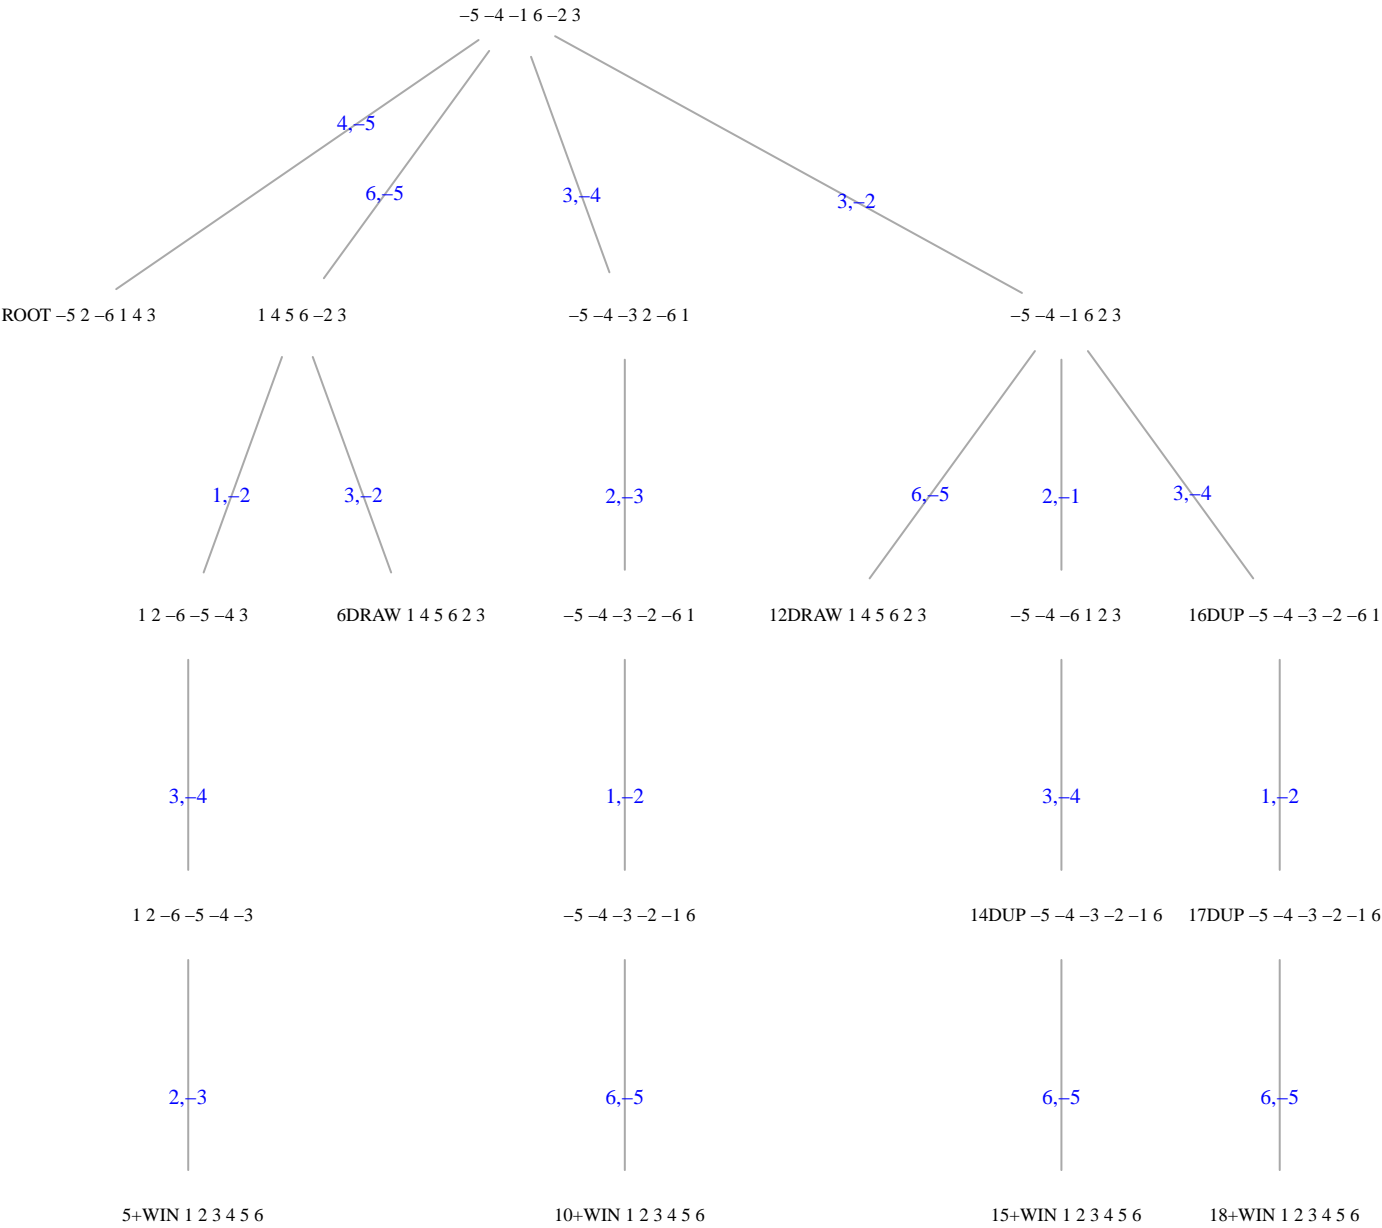 −5 −4 −1 6 −2 3
4,−5
6,−5
3,−4
3,−2
ROOT −5 2 −6 1 4 3
1 4 5 6 −2 3
−5 −4 −3 2 −6 1
−5 −4 −1 6 2 3
1,−2
3,−2
2,−3
6,−5
2,−1
3,−4
1 2 −6 −5 −4 3
6DRAW 1 4 5 6 2 3
−5 −4 −3 −2 −6 1
12DRAW 1 4 5 6 2 3
−5 −4 −6 1 2 3
16DUP −5 −4 −3 −2 −6 1
3,−4
1,−2
3,−4
1,−2
1 2 −6 −5 −4 −3
−5 −4 −3 −2 −1 6
14DUP −5 −4 −3 −2 −1 6
17DUP −5 −4 −3 −2 −1 6
2,−3
6,−5
6,−5
6,−5
5+WIN 1 2 3 4 5 6
10+WIN 1 2 3 4 5 6
15+WIN 1 2 3 4 5 6
18+WIN 1 2 3 4 5 6